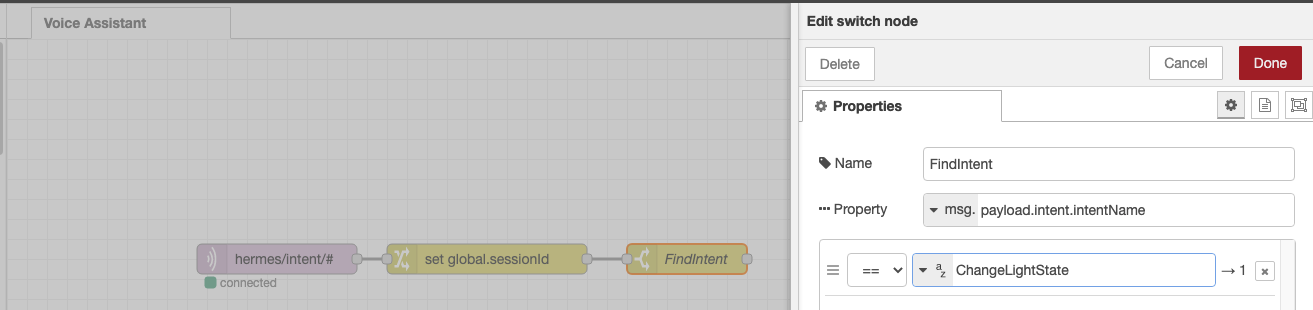 Voice Assistant
Edit switch node
Delete
Cancel
Done
Properties
Name
FindIntent
Property
msg. payload.intent.intentName
hermes/intent/#
set global.sessionId
FindIntent
connected
== az ChangeLightState → 1 x